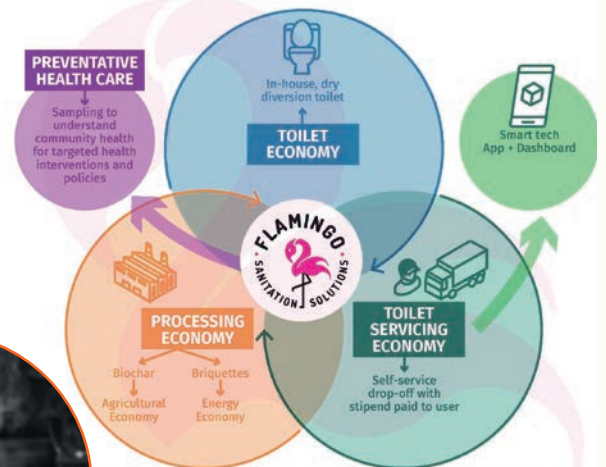 PREVENTATIVE
HEALTH CARE
Sampling to
understand
community health
for targeted health
interventions and
policies
In-house, dry
diversion toilet
TOILET
ECONOMY
Smart tech
App + Dashboard
FLAMINGO
SANITATION SOLUTIONS
PROCESSING
ECONOMY
Biochar
Briquettes
Agricultural
Economy
Energy
Economy
TOILET
SERVICING
ECONOMY
Self-service
drop-off with
stipend paid to user